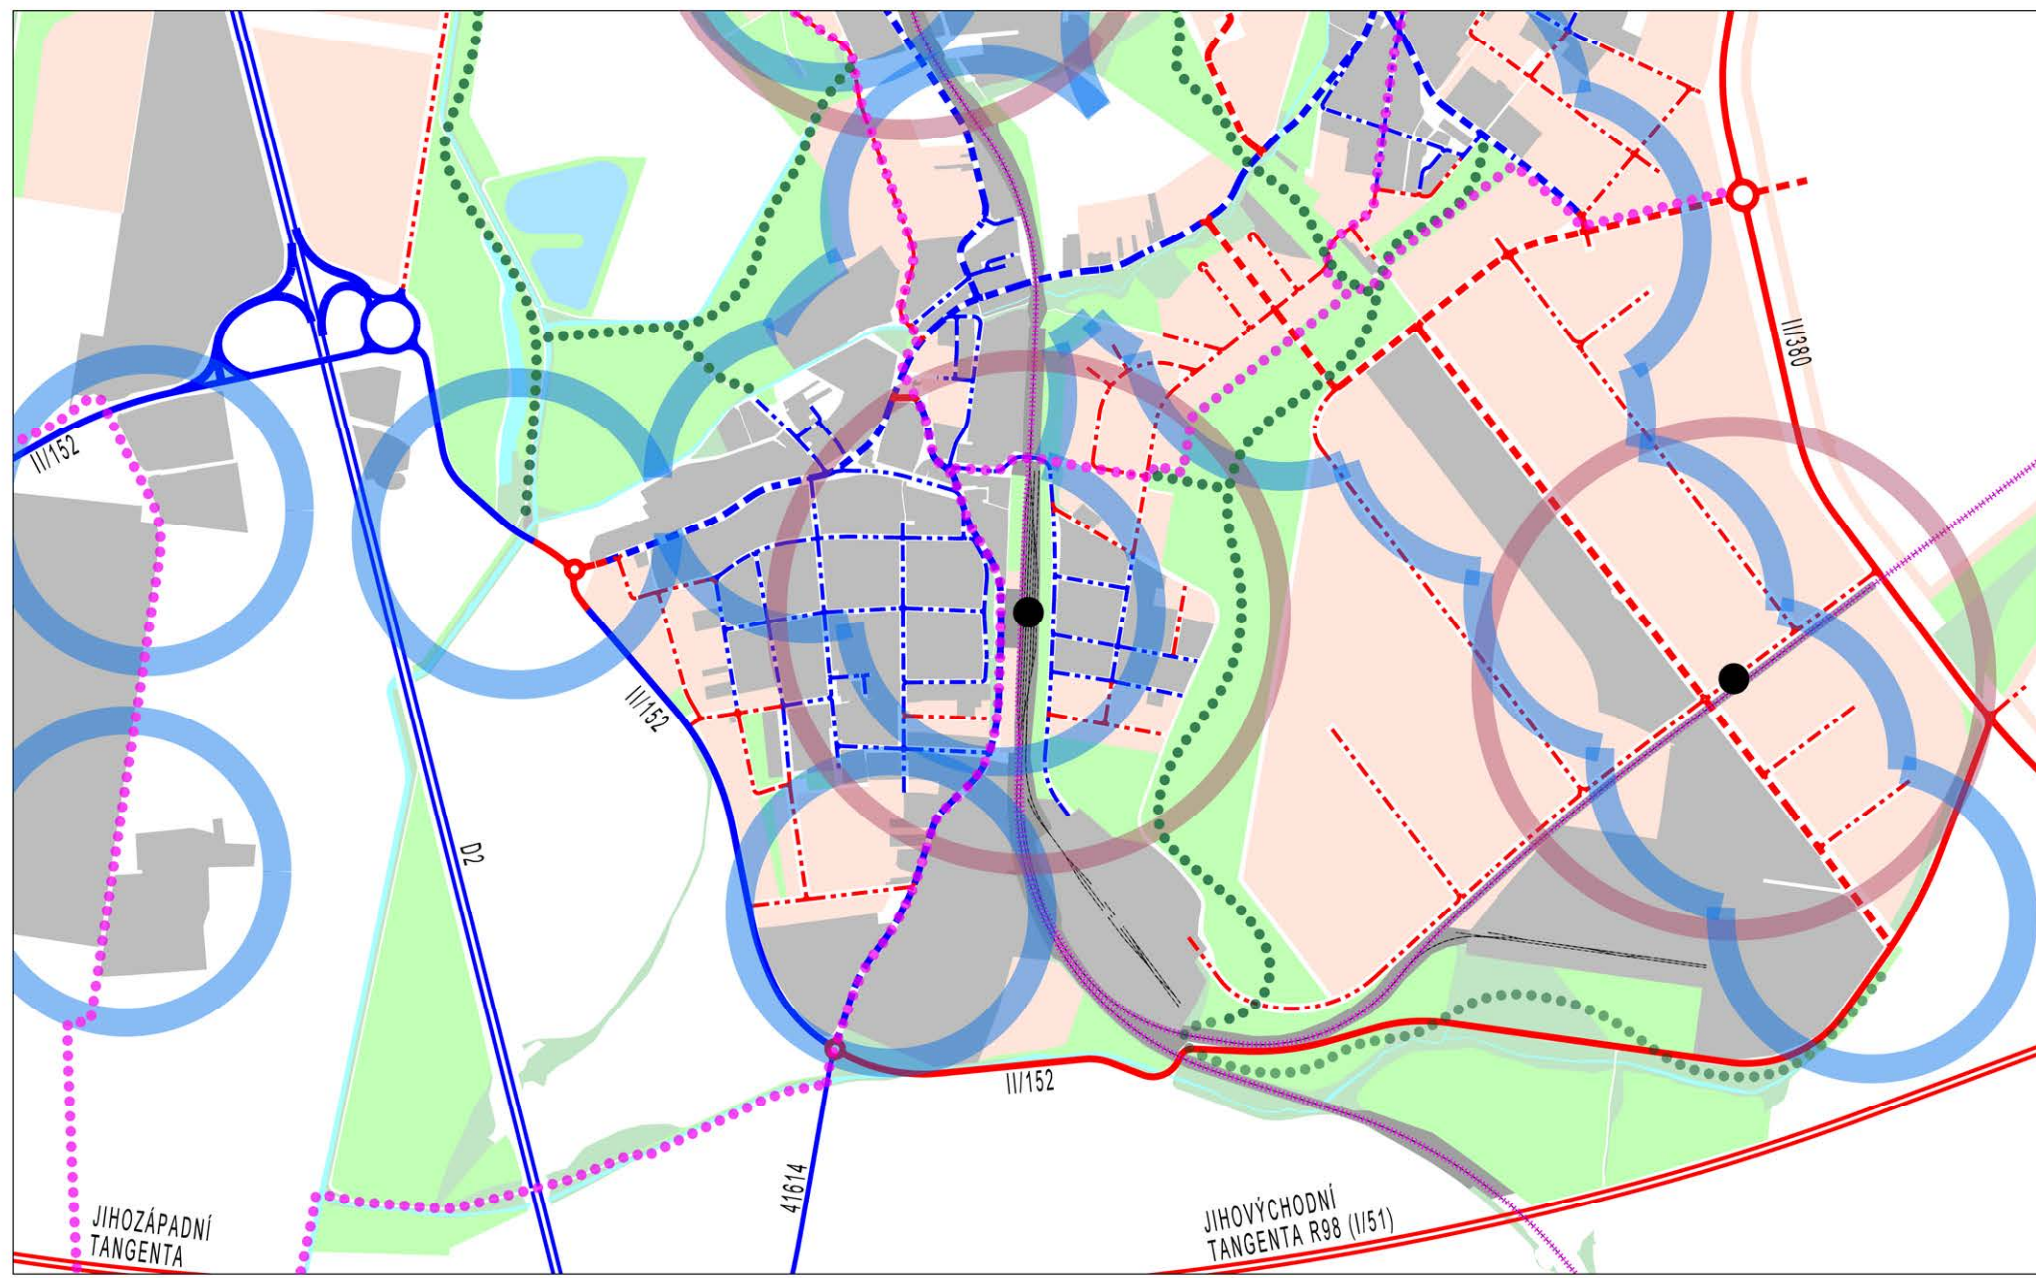 II/380
II/152
II/152
D2
II/152
41614
JIHOZÁPADNÍ
TANGENTA
JIHOVÝCHODNÍ
TANGENTA R98 (I/51)